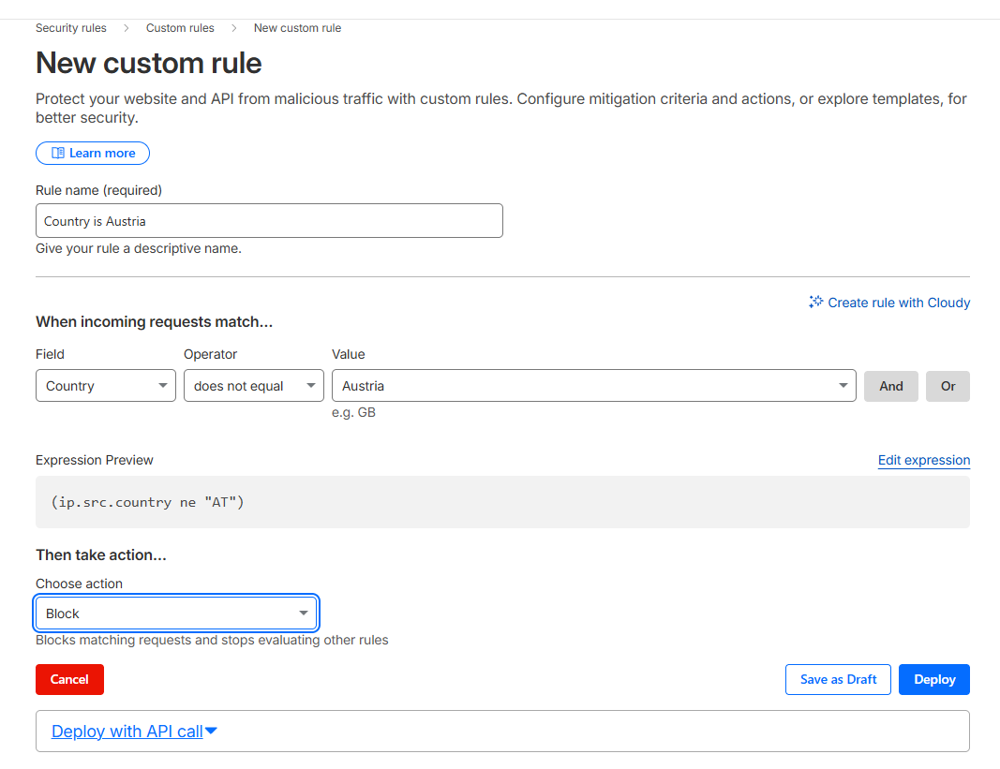 Security rules > Custom rules > New custom rule
New custom rule
Protect your website and API from malicious traffic with custom rules. Configure mitigation criteria and actions, or explore templates, for
better security.
Learn more
Rule name (required)
Country is Austria
Give your rule a descriptive name.
Create rule with Cloudy
When incoming requests match...
Field Operator Value
Country does not equal Austria And Or
e.g. GB
Expression Preview Edit expression
(ip.src.country ne "AT")
Then take action...
Choose action
Block
Blocks matching requests and stops evaluating other rules
Cancel Save as Draft Deploy
Deploy with API call